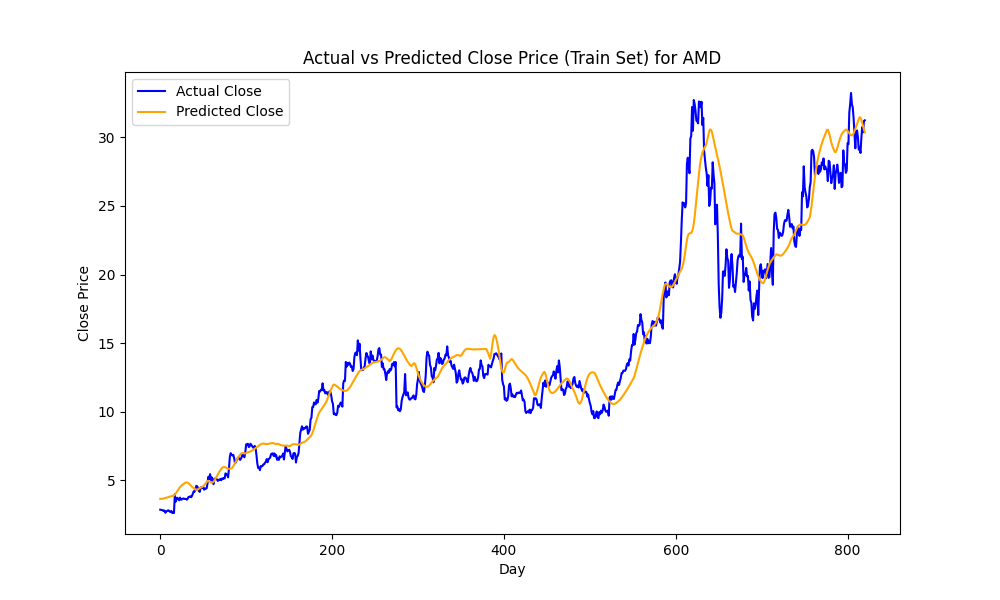 Actual vs Predicted Close Price (Train Set) for AMD
Actual Close
Predicted Close
30
25
20
15
10
5
Close Price
0
200
400
600
800
Day